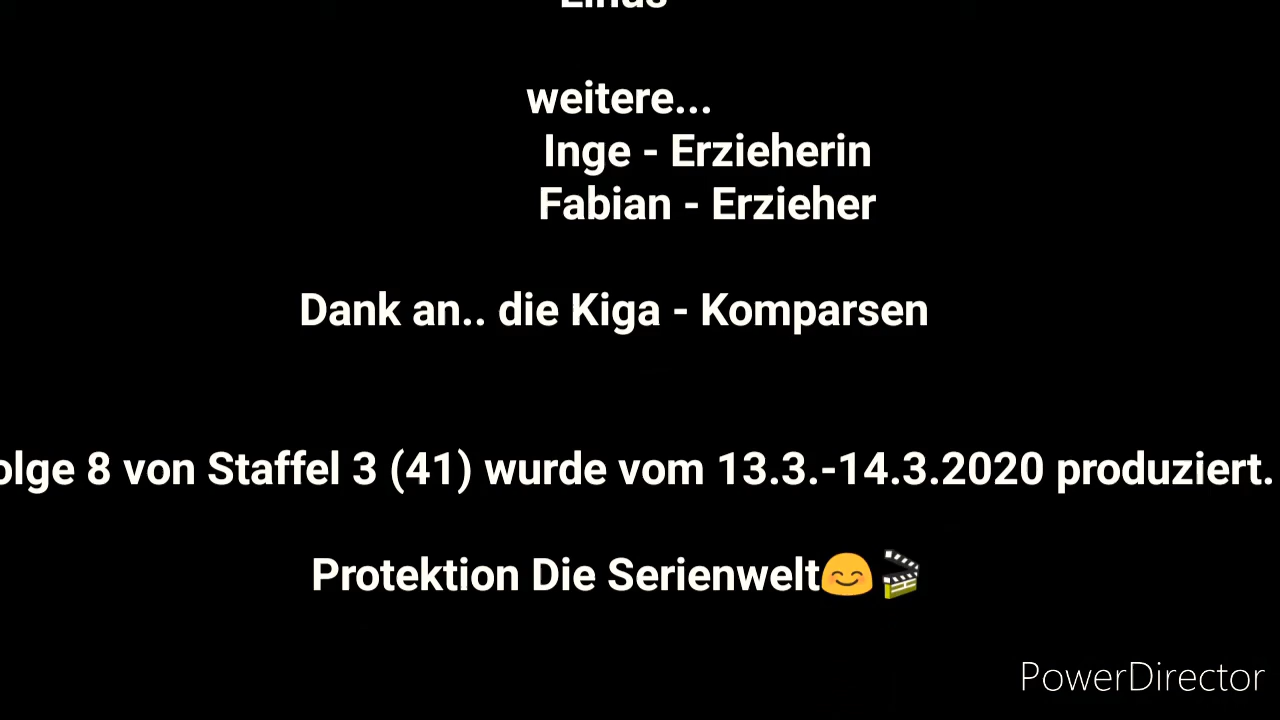 weitere...
Inge - Erzieherin
Fabian - Erzieher
Dank an.. die Kiga - Komparsen
olge 8 von Staffel 3 (41) wurde vom 13.3.-14.3.2020 produziert.
Protektion Die Serienwelt😊🎬
PowerDirector